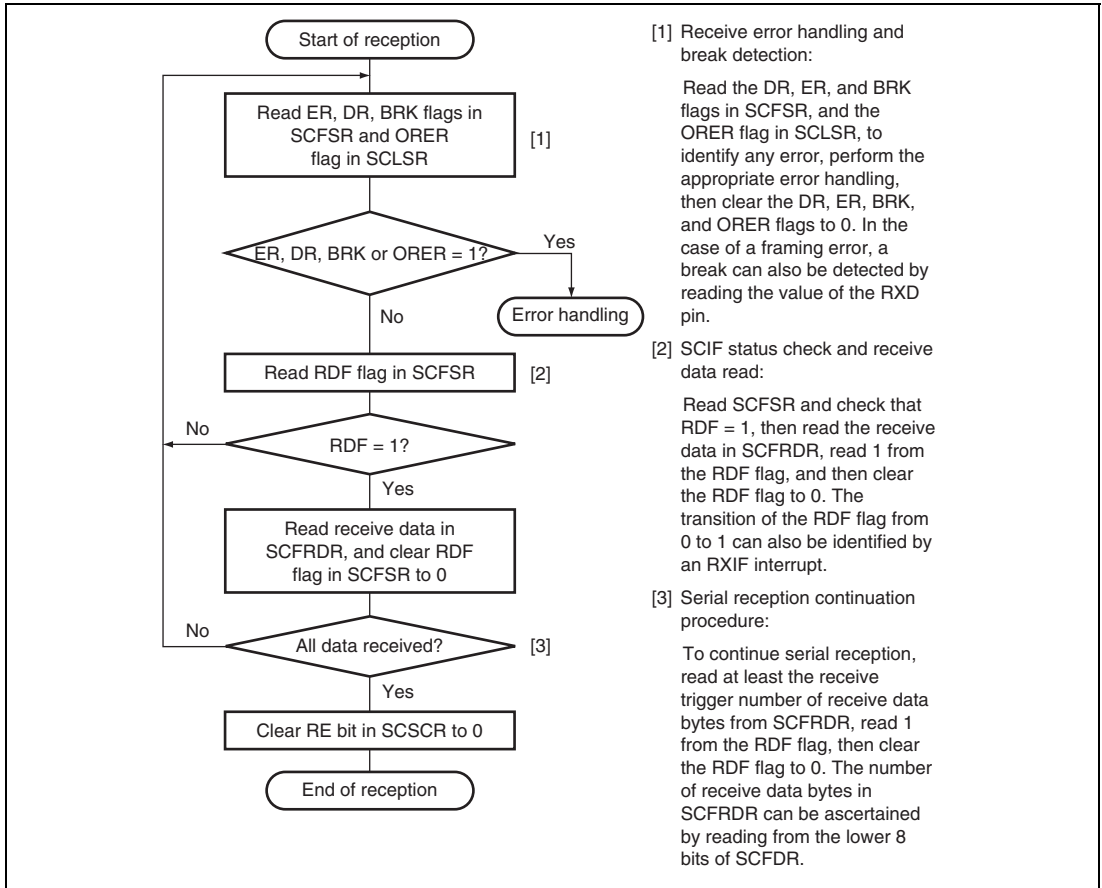 Start of reception
Read ER, DR, BRK flags in
SCFSR and ORER
flag in SCLSR
[1]
ER, DR, BRK or ORER = 1?
Yes
Error handling
No
Read RDF flag in SCFSR
[2]
No
RDF = 1?
Yes
Read receive data in
SCFRDR, and clear RDF
flag in SCFSR to 0
No
All data received?
[3]
Yes
Clear RE bit in SCSCR to 0
End of reception
[1] Receive error handling and
break detection:
Read the DR, ER, and BRK
flags in SCFSR, and the
ORER flag in SCLSR, to
identify any error, perform the
appropriate error handling,
then clear the DR, ER, BRK,
and ORER flags to 0. In the
case of a framing error, a
break can also be detected by
reading the value of the RXD
pin.
[2] SCIF status check and receive
data read:
Read SCFSR and check that
RDF = 1, then read the receive
data in SCFRDR, read 1 from
the RDF flag, and then clear
the RDF flag to 0. The
transition of the RDF flag from
0 to 1 can also be identified by
an RXIF interrupt.
[3] Serial reception continuation
procedure:
To continue serial reception,
read at least the receive
trigger number of receive data
bytes from SCFRDR, read 1
from the RDF flag, then clear
the RDF flag to 0. The number
of receive data bytes in
SCFRDR can be ascertained
by reading from the lower 8
bits of SCFDR.